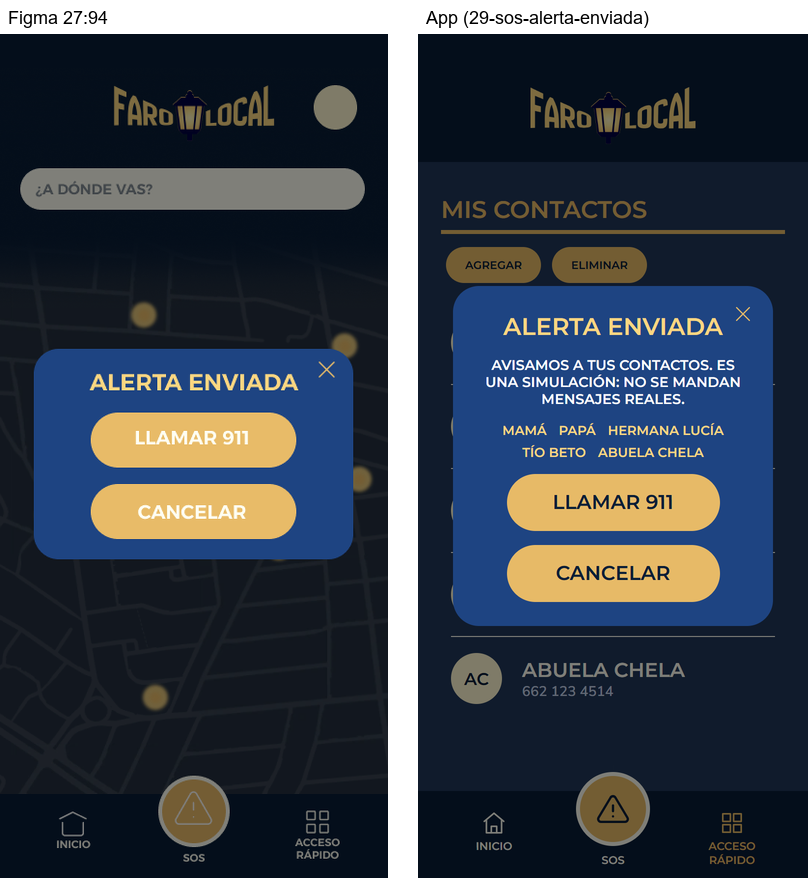 Figma 27:94
FARO LOCAL
¿A DÓNDE VAS?
ALERTA ENVIADA
LLAMAR 911
CANCELAR
INICIO
SOS
ACCESO
RÁPIDO
App (29-sos-alerta-enviada)
FARO LOCAL
MIS CONTACTOS
AGREGAR
ELIMINAR
ALERTA ENVIADA
AVISAMOS A TUS CONTACTOS. ES
UNA SIMULACIÓN: NO SE MANDAN
MENSAJES REALES.
MAMÁ PAPÁ HERMANA LUCÍA
TÍO BETO ABUELA CHELA
LLAMAR 911
CANCELAR
AC
ABUELA CHELA
662 123 4514
INICIO
SOS
ACCESO
RÁPIDO